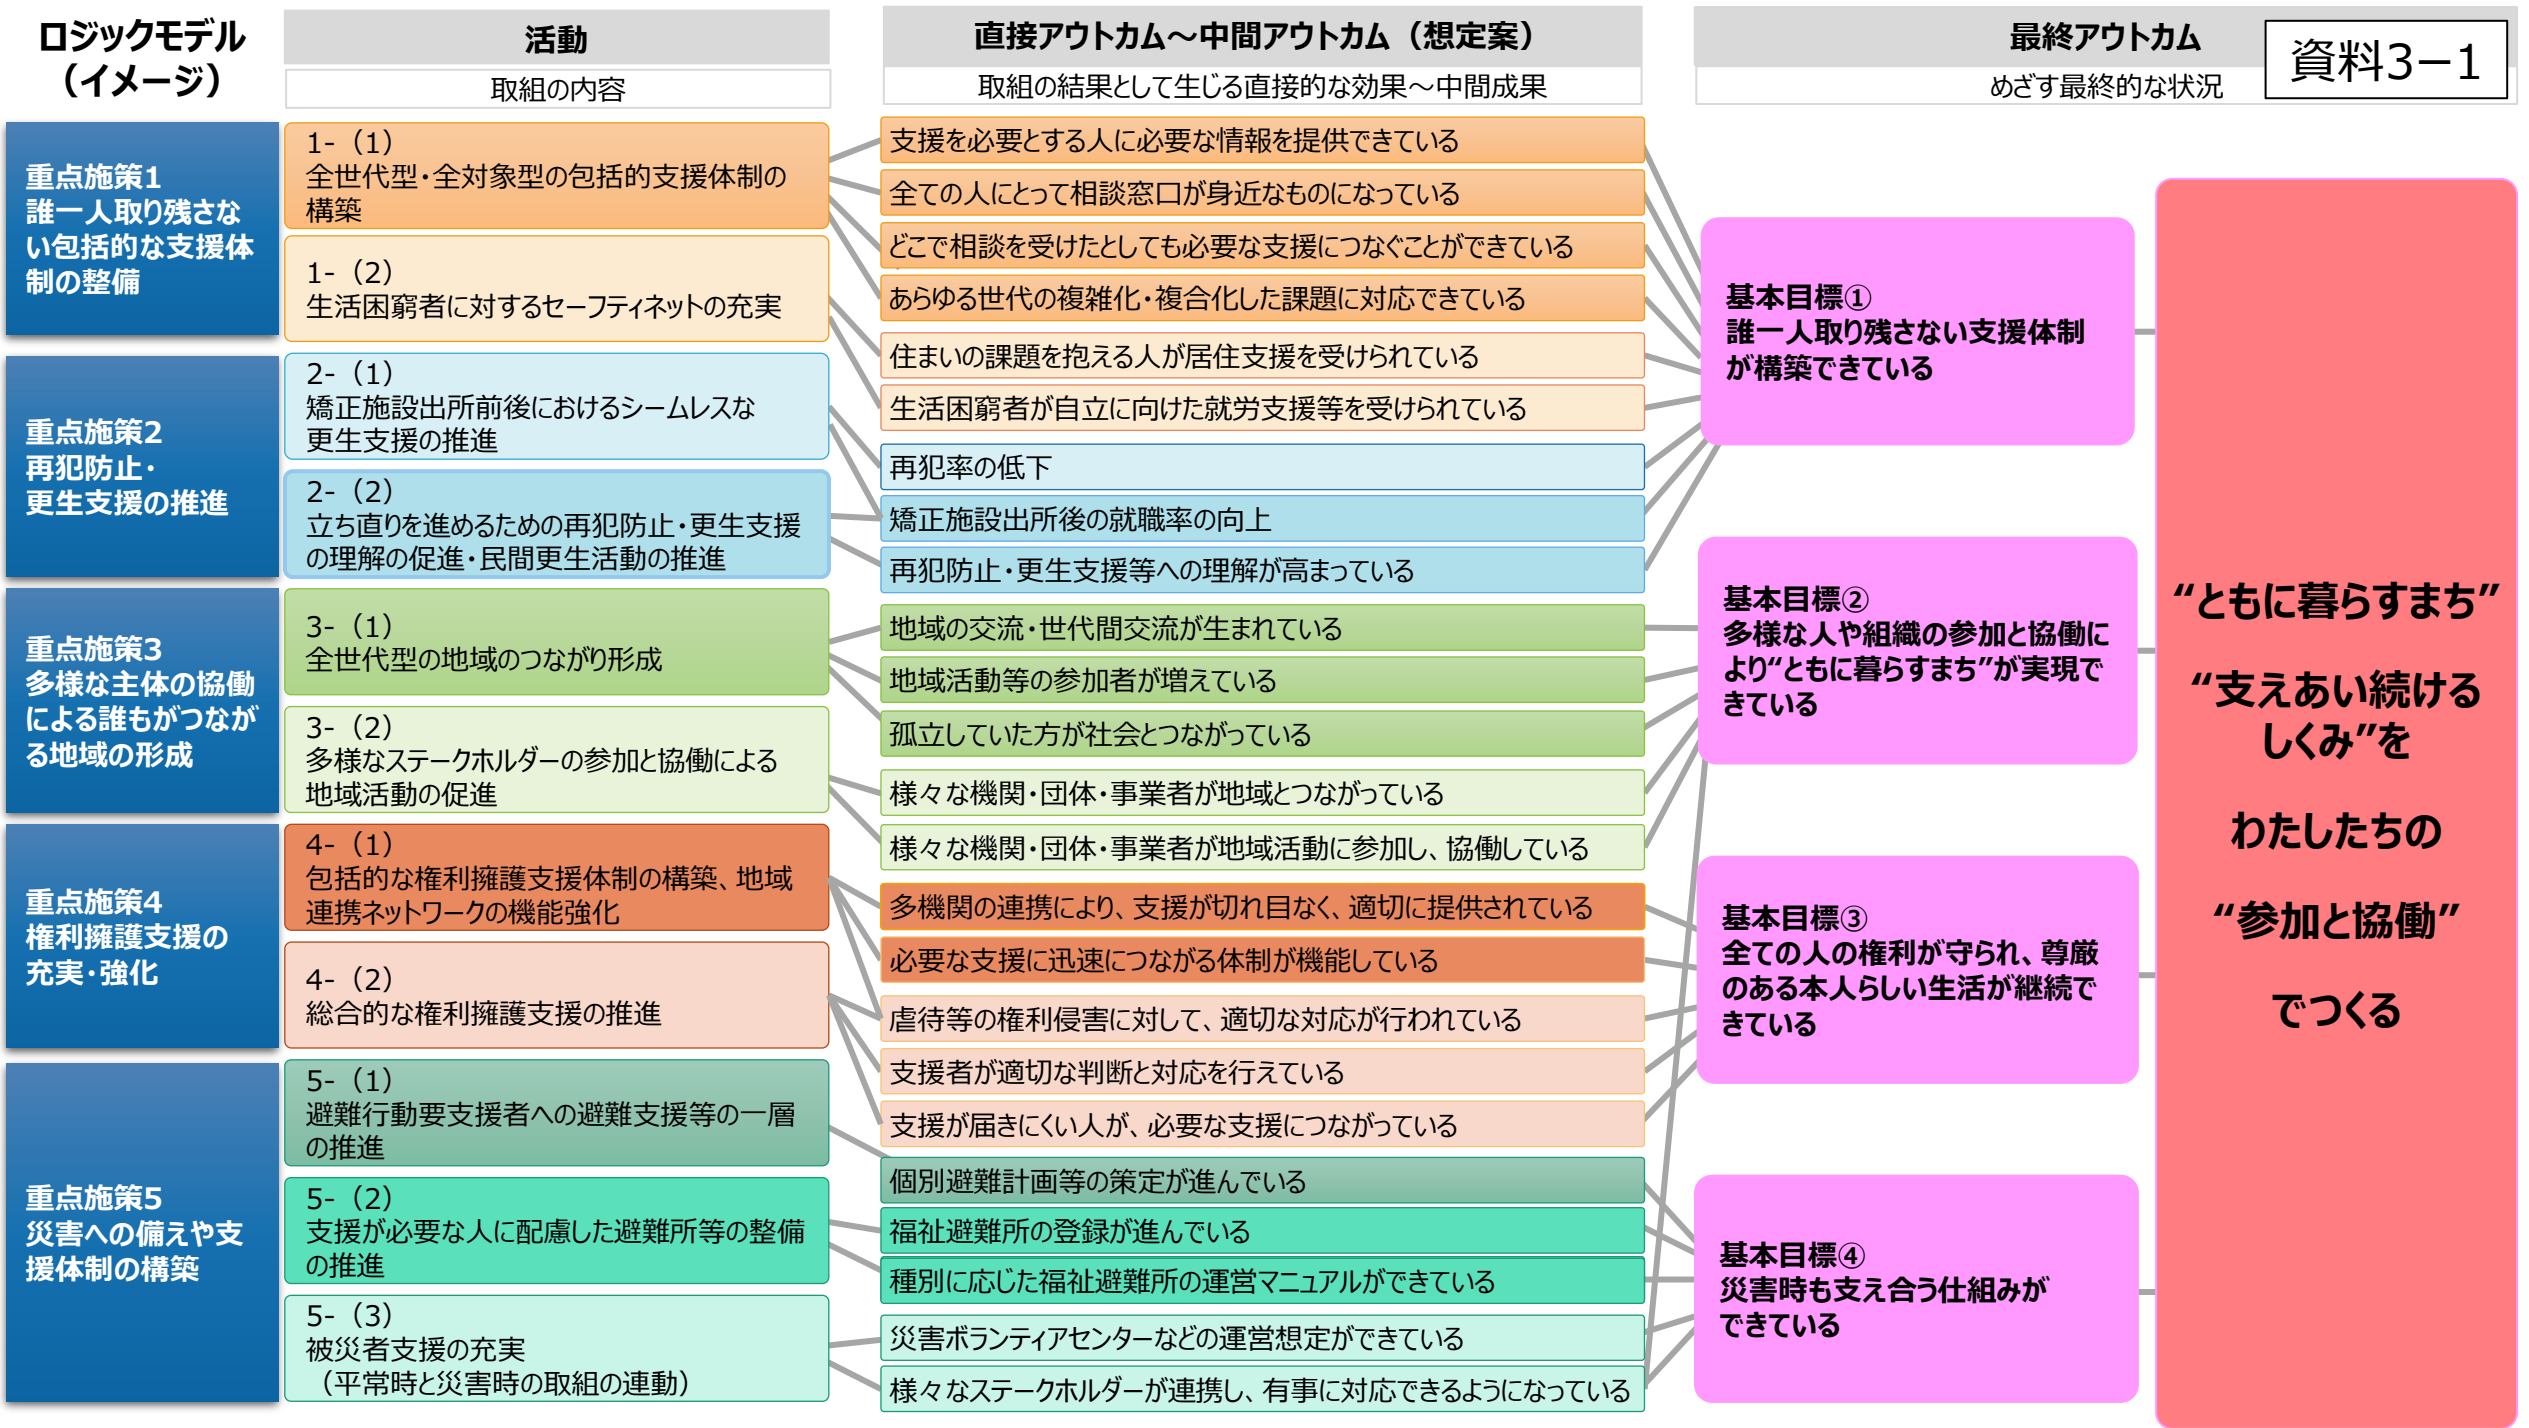 ロジックモデル
（イメージ）
活動
取組の内容
直接アウトカム～中間アウトカム（想定案）
取組の結果として生じる直接的な効果～中間成果
最終アウトカム
めざす最終的な状況
資料3－1
重点施策1
誰一人取り残さな
い包括的な支援体
制の整備
重点施策2
再犯防止・
更生支援の推進
重点施策3
多様な主体の協働
による誰もがつなが
る地域の形成
重点施策4
権利擁護支援の
充実・強化
重点施策5
災害への備えや支
援体制の構築
1-（1）
全世代型・全対象型の包括的支援体制の
構築
1-（2）
生活困窮者に対するセーフティネットの充実
2-（1）
矯正施設出所前後におけるシームレスな
更生支援の推進
2-（2）
立ち直りを進めるための再犯防止・更生支援
の理解の促進・民間更生活動の推進
3-（1）
全世代型の地域のつながり形成
3-（2）
多様なステークホルダーの参加と協働による
地域活動の促進
4-（1）
包括的な権利擁護支援体制の構築、地域
連携ネットワークの機能強化
4-（2）
総合的な権利擁護支援の推進
5-（1）
避難行動要支援者への避難支援等の一層
の推進
5-（2）
支援が必要な人に配慮した避難所等の整備
の推進
5-（3）
被災者支援の充実
（平常時と災害時の取組の連動）
支援を必要とする人に必要な情報を提供できている
全ての人にとって相談窓口が身近なものになっている
どこで相談を受けたとしても必要な支援につなぐことができている
あらゆる世代の複雑化・複合化した課題に対応できている
住まいの課題を抱える人が居住支援を受けられている
生活困窮者が自立に向けた就労支援等を受けられている
再犯率の低下
矯正施設出所後の就職率の向上
再犯防止・更生支援等への理解が高まっている
地域の交流・世代間交流が生まれている
地域活動等の参加者が増えている
孤立していた方が社会とつながっている
様々な機関・団体・事業者が地域とつながっている
様々な機関・団体・事業者が地域活動に参加し、協働している
多機関の連携により、支援が切れ目なく、適切に提供されている
必要な支援に迅速につながる体制が機能している
虐待等の権利侵害に対して、適切な対応が行われている
支援者が適切な判断と対応を行えている
支援が届きにくい人が、必要な支援につながっている
個別避難計画等の策定が進んでいる
福祉避難所の登録が進んでいる
種別に応じた福祉避難所の運営マニュアルができている
災害ボランティアセンターなどの運営想定ができている
様々なステークホルダーが連携し、有事に対応できるようになっている
基本目標①
誰一人取り残さない支援体制
が構築できている
基本目標②
多様な人や組織の参加と協働に
より“ともに暮らすまち”が実現で
きている
基本目標③
全ての人の権利が守られ、尊厳
のある本人らしい生活が継続で
きている
基本目標④
災害時も支え合う仕組みが
できている
“ともに暮らすまち”
“支えあい続ける
しくみ”を
わたしたちの
“参加と協働”
でつくる